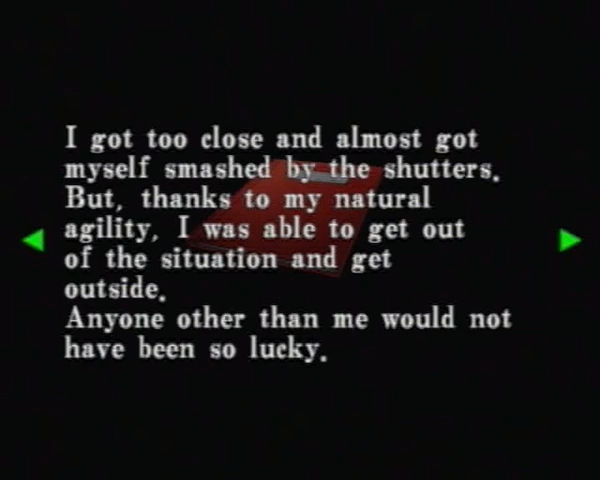 I got too close and almost got
myself smashed by the shutters.
But, thanks to my natural
agility, I was able to get out
of the situation and get
outside.
Anyone other than me would not
have been so lucky.